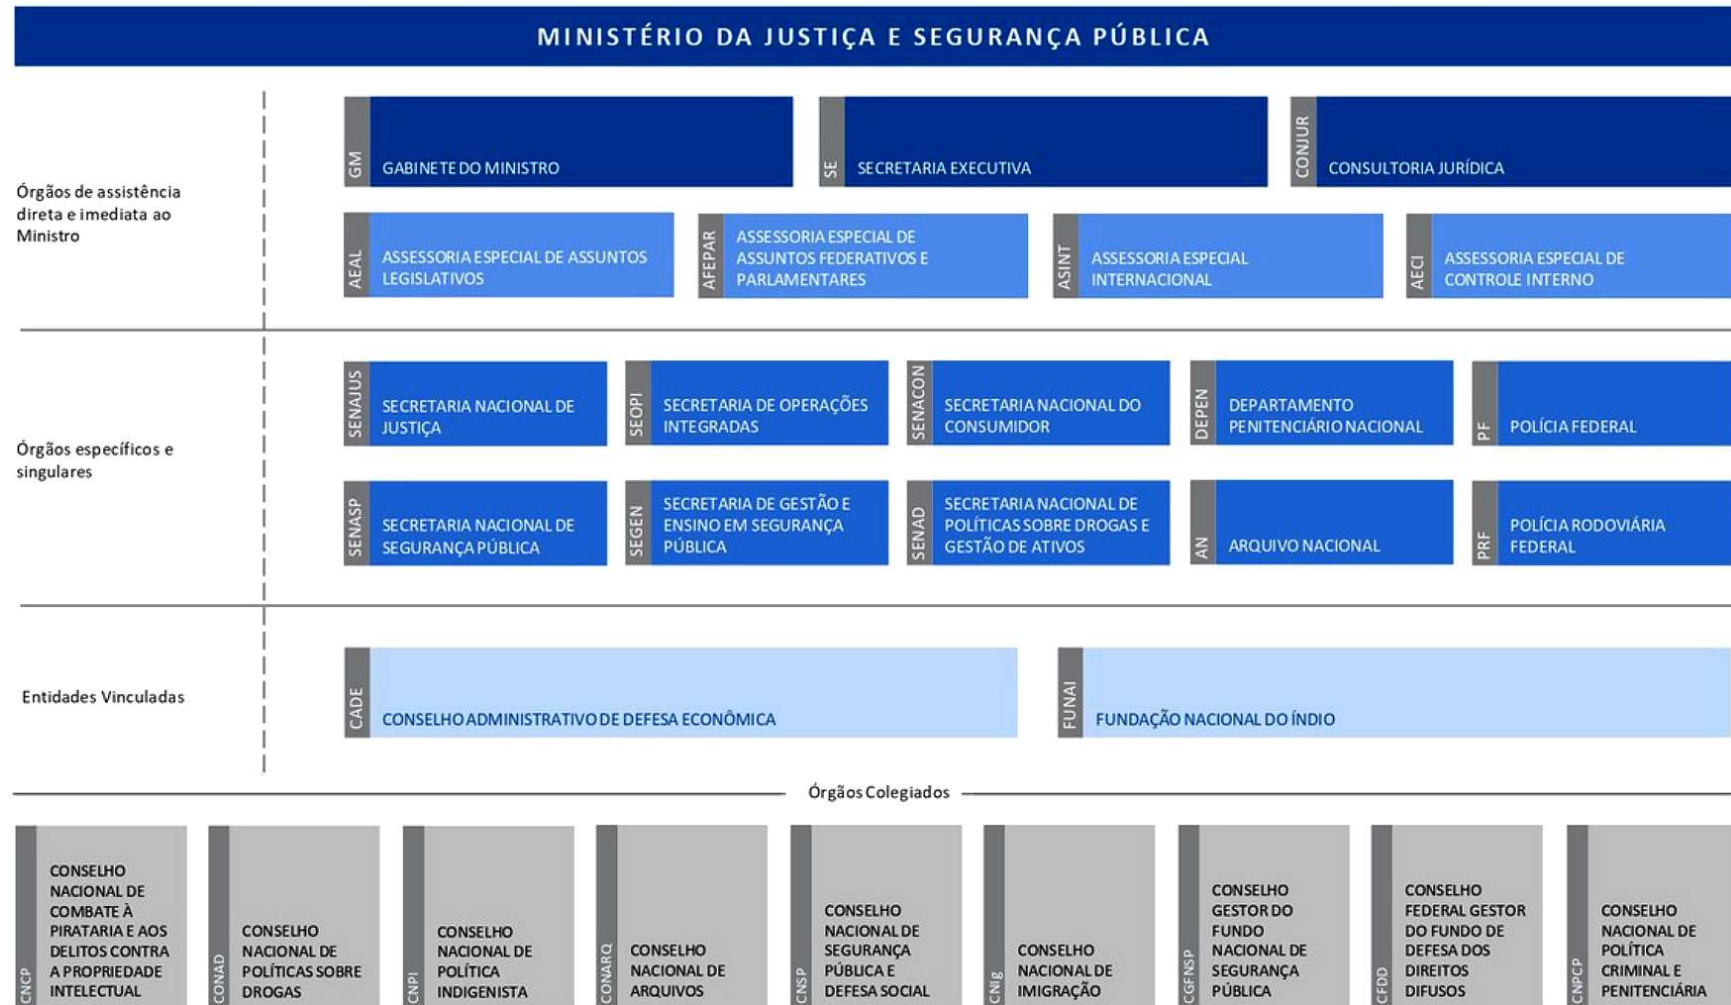 MINISTÉRIO DA JUSTIÇA E SEGURANÇA PÚBLICA
Órgãos de assistência
direta e imediata ao
Ministro
GM
GABINETE DO MINISTRO
SE
SECRETARIA EXECUTIVA
CONJUR
CONSULTORIA JURÍDICA
AEAL
ASSESSORIA ESPECIAL DE ASSUNTOS
LEGISLATIVOS
AFEPAR
ASSESSORIA ESPECIAL DE
ASSUNTOS FEDERATIVOS E
PARLAMENTARES
ASINT
ASSESSORIA ESPECIAL
INTERNACIONAL
AECI
ASSESSORIA ESPECIAL DE
CONTROLE INTERNO
Órgãos específicos e
singulares
SENAJUS
SECRETARIA NACIONAL DE
JUSTIÇA
SEOPI
SECRETARIA DE OPERAÇÕES
INTEGRADAS
SENACON
SECRETARIA NACIONAL DO
CONSUMIDOR
DEPEN
DEPARTAMENTO
PENITENCIÁRIO NACIONAL
PF
POLÍCIA FEDERAL
SENASP
SECRETARIA NACIONAL DE
SEGURANÇA PÚBLICA
SEGEN
SECRETARIA DE GESTÃO E
ENSINO EM SEGURANÇA
PÚBLICA
SENAD
SECRETARIA NACIONAL DE
POLÍTICAS SOBRE DROGAS E
GESTÃO DE ATIVOS
AN
ARQUIVO NACIONAL
PRF
POLÍCIA RODOVIÁRIA
FEDERAL
Entidades Vinculadas
CADE
CONSELHO ADMINISTRATIVO DE DEFESA ECONÔMICA
FUNAI
FUNDAÇÃO NACIONAL DO ÍNDIO
Órgãos Colegiados
CNCP
CONSELHO
NACIONAL DE
COMBATE À
PIRATARIA E AOS
DELITOS CONTRA
A PROPRIEDADE
INTELECTUAL
CONAD
CONSELHO
NACIONAL DE
POLÍTICAS SOBRE
DROGAS
CNPI
CONSELHO
NACIONAL DE
POLÍTICA
INDIGENISTA
CONARQ
CONSELHO
NACIONAL DE
ARQUIVOS
CNSP
CONSELHO
NACIONAL DE
SEGURANÇA
PÚBLICA E
DEFESA SOCIAL
CNIg
CONSELHO
NACIONAL DE
IMIGRAÇÃO
CGFNSP
CONSELHO
GESTOR DO
FUNDO
NACIONAL DE
SEGURANÇA
PÚBLICA
CFDD
CONSELHO
FEDERAL GESTOR
DO FUNDO DE
DEFESA DOS
DIREITOS
DIFUSOS
CNPCP
CONSELHO
NACIONAL DE
POLÍTICA
CRIMINAL E
PENITENCIÁRIA